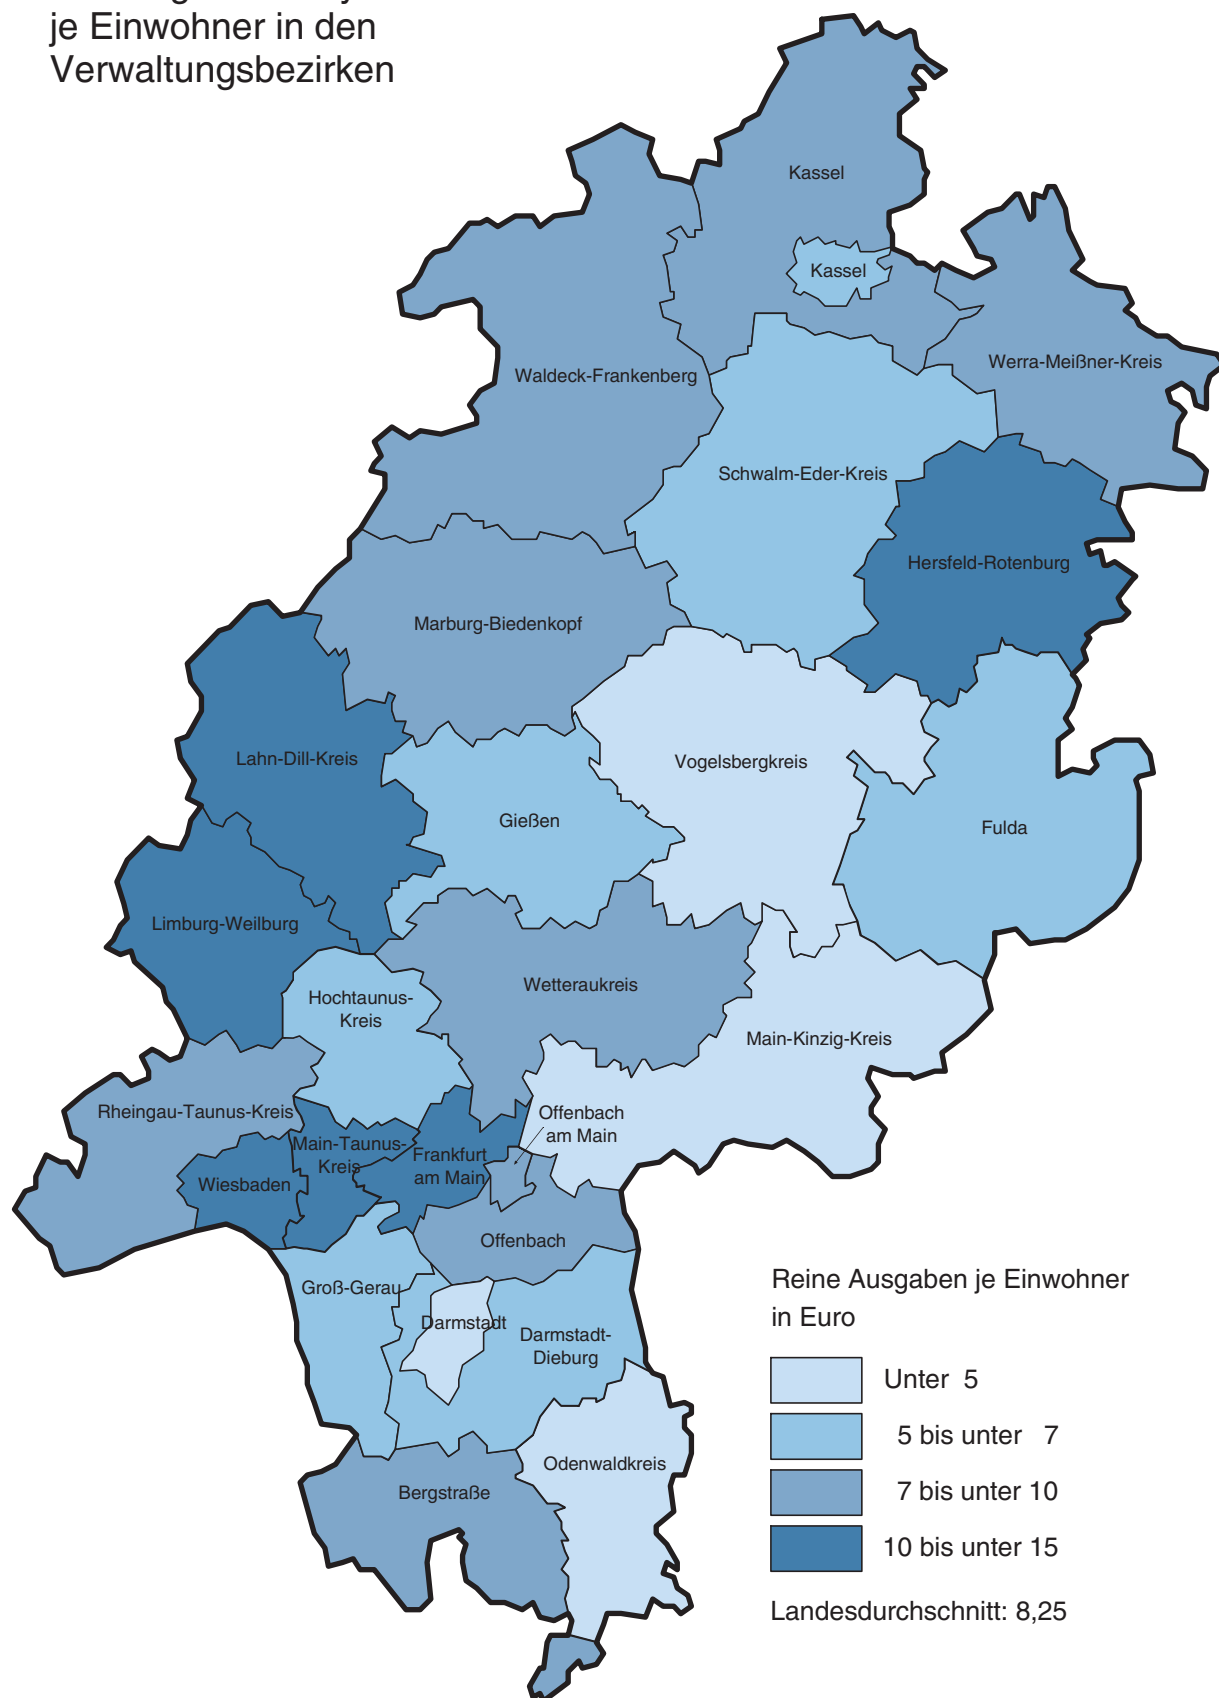 je Einwohner in den
Verwaltungsbezirken
Kassel
Kassel
Waldeck-Frankenberg
Werra-Meißner-Kreis
Schwalm-Eder-Kreis
Hersfeld-Rotenburg
Marburg-Biedenkopf
Lahn-Dill-Kreis
Vogelsbergkreis
Gießen
Fulda
Limburg-Weilburg
Wetteraukreis
Hochtaunus-
Kreis
Main-Kinzig-Kreis
Rheingau-Taunus-Kreis
Offenbach
am Main
Main-Taunus-
Kreis
Frankfurt
am Main
Wiesbaden
Offenbach
Groß-Gerau
Darmstadt
Darmstadt-
Dieburg
Odenwaldkreis
Bergstraße
Reine Ausgaben je Einwohner
in Euro
Unter 5
5 bis unter 7
7 bis unter 10
10 bis unter 15
Landesdurchschnitt: 8,25